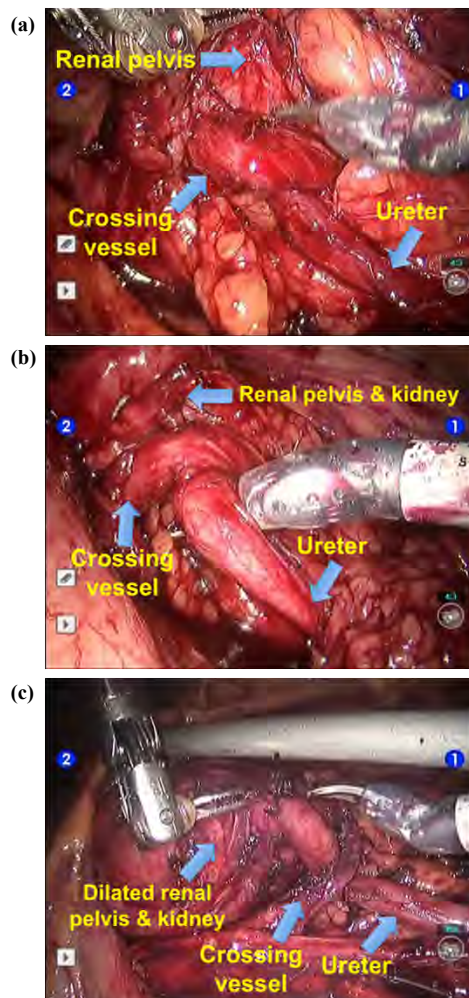 (a)
Renal pelvis
2
1
Crossing
vessel
Ureter
(b)
Renal pelvis & kidney
2
1
Crossing
vessel
Ureter
S
(c)
2
1
Dilated renal
pelvis & kidney
Crossing
vessel
Ureter